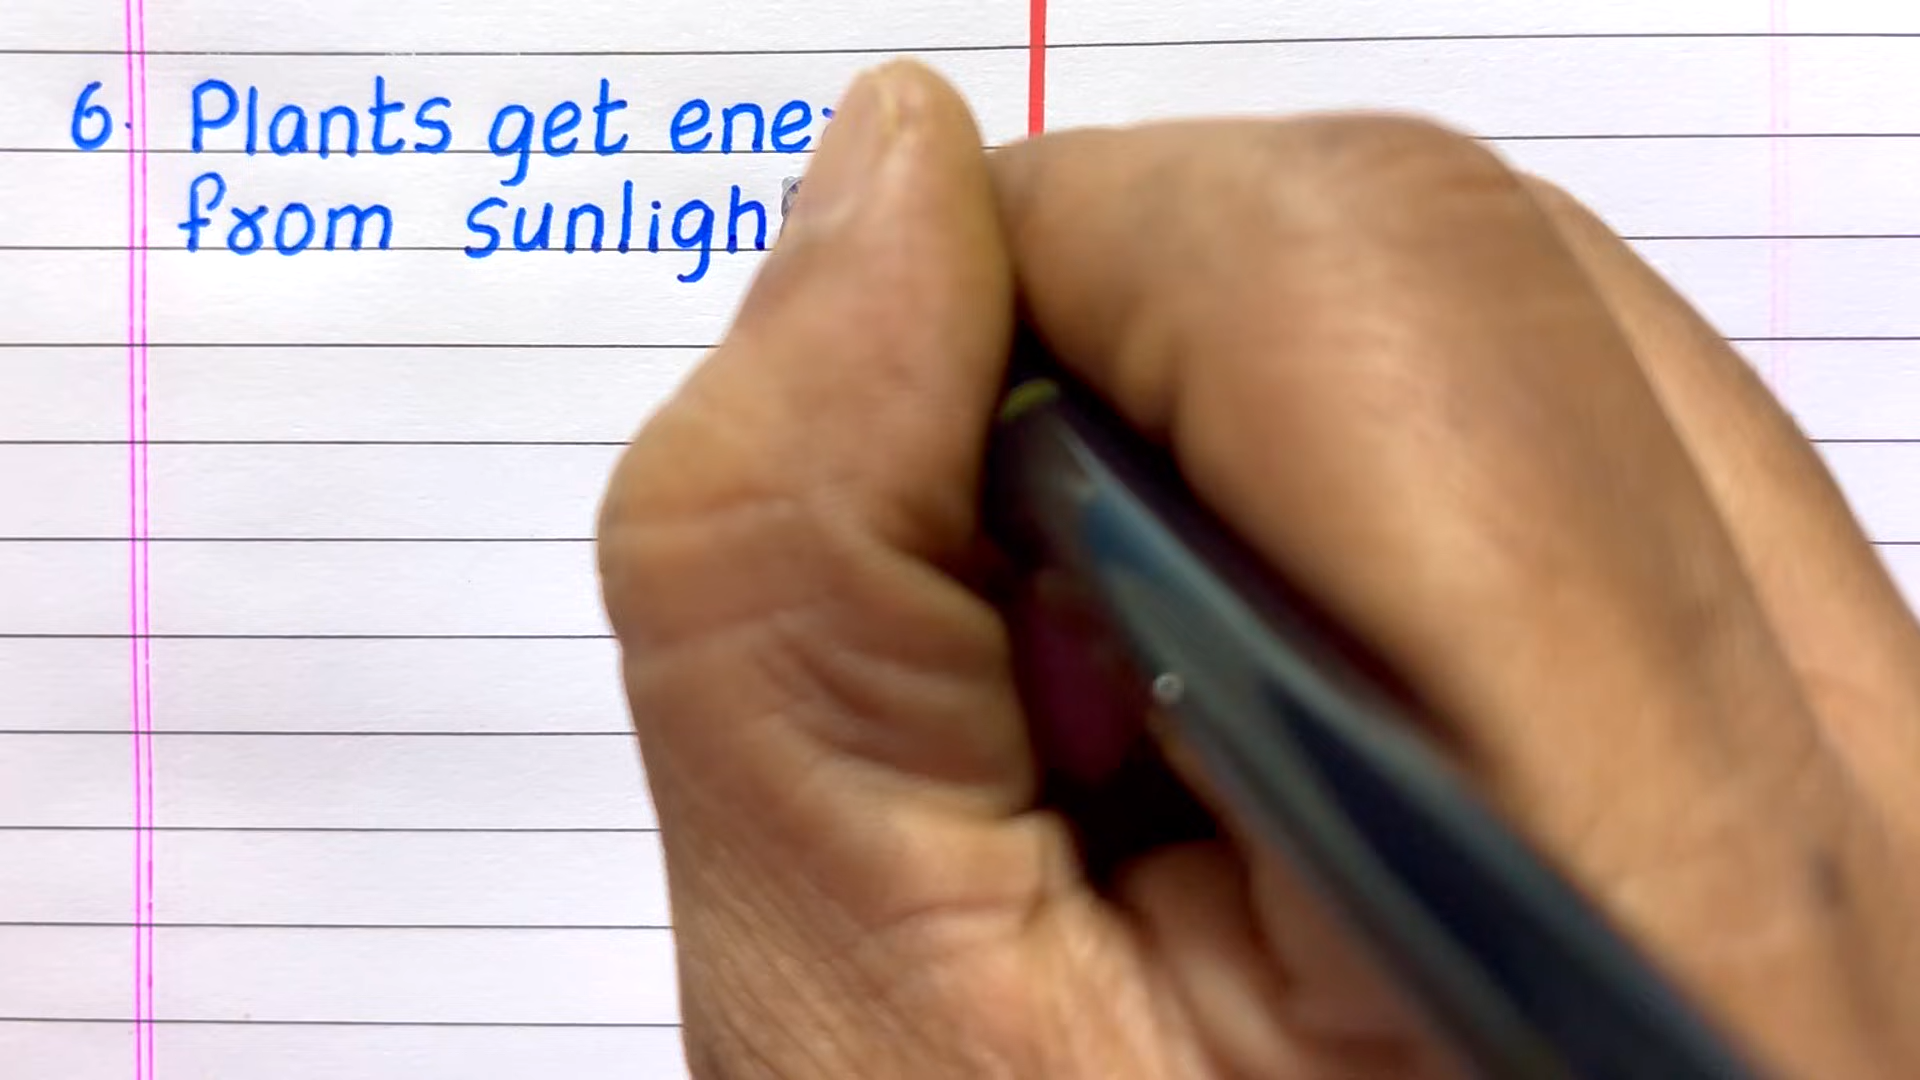 6. Plants get ene
from sunligh